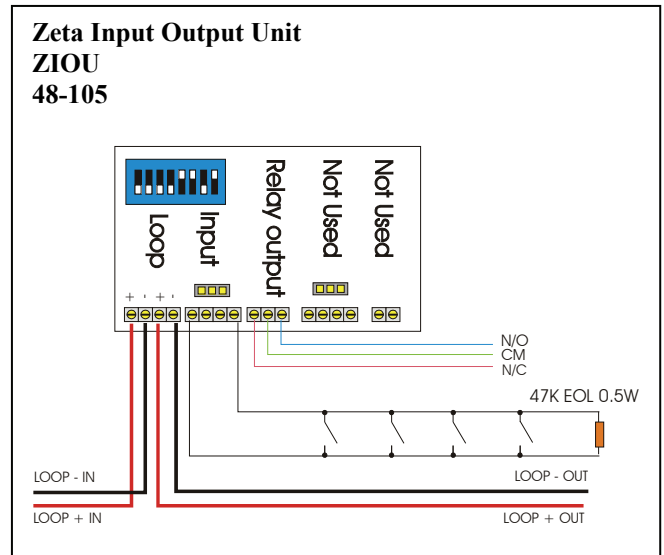 Zeta Input Output Unit
ZIOU
48-105
Loop
Input
Relay output
Not Used
Not Used
+ - + -
N/O
CM
N/C
47K EOL 0.5W
LOOP - IN
LOOP - OUT
LOOP + IN
LOOP + OUT